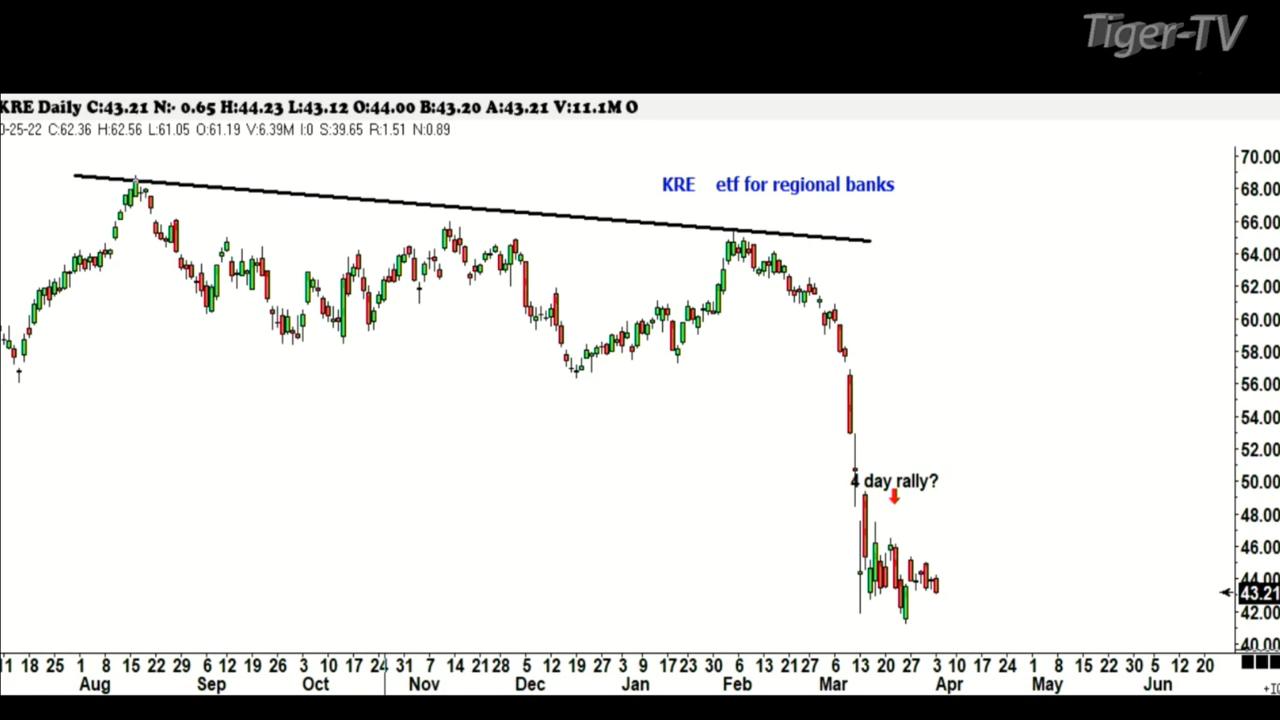 Tiger-TV
KRE Daily C:43.21 N:- 0.65 H:44.23 L:43.12 O:44.00 B:43.20 A:43.21 V:11.1M O
0-25-22 C:62.36 H:62.56 L:61.05 O:61.19 V:6.39M I:0 S:39.65 R:1.51 N:0.89
KRE etf for regional banks
4 day rally?
70.00
68.00
66.00
64.00
62.00
60.00
58.00
56.00
54.00
52.00
50.00
48.00
46.00
44.00
43.21
42.00
40.00
11 18 25 1 8 15 22 29 6 12 19 26 3 10 17 24 31 7 14 21 28 5 12 19 27 3 9 17 23 30 6 13 21 27 6 13 20 27 3 10 17 24 1 8 15 22 30 5 12 20
Aug Sep Oct Nov Dec Jan Feb Mar Apr May Jun